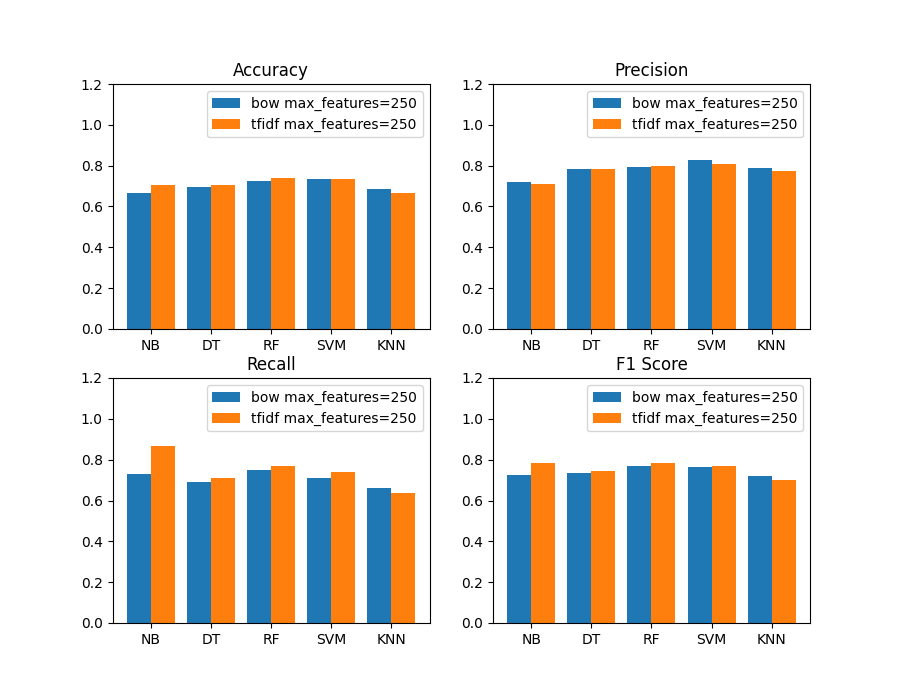 Accuracy
1.2
1.0
0.8
0.6
0.4
0.2
0.0
bow max_features=250
tfidf max_features=250
NB DT RF SVM KNN
Precision
1.2
1.0
0.8
0.6
0.4
0.2
0.0
bow max_features=250
tfidf max_features=250
NB DT RF SVM KNN
Recall
1.2
1.0
0.8
0.6
0.4
0.2
0.0
bow max_features=250
tfidf max_features=250
NB DT RF SVM KNN
F1 Score
1.2
1.0
0.8
0.6
0.4
0.2
0.0
bow max_features=250
tfidf max_features=250
NB DT RF SVM KNN